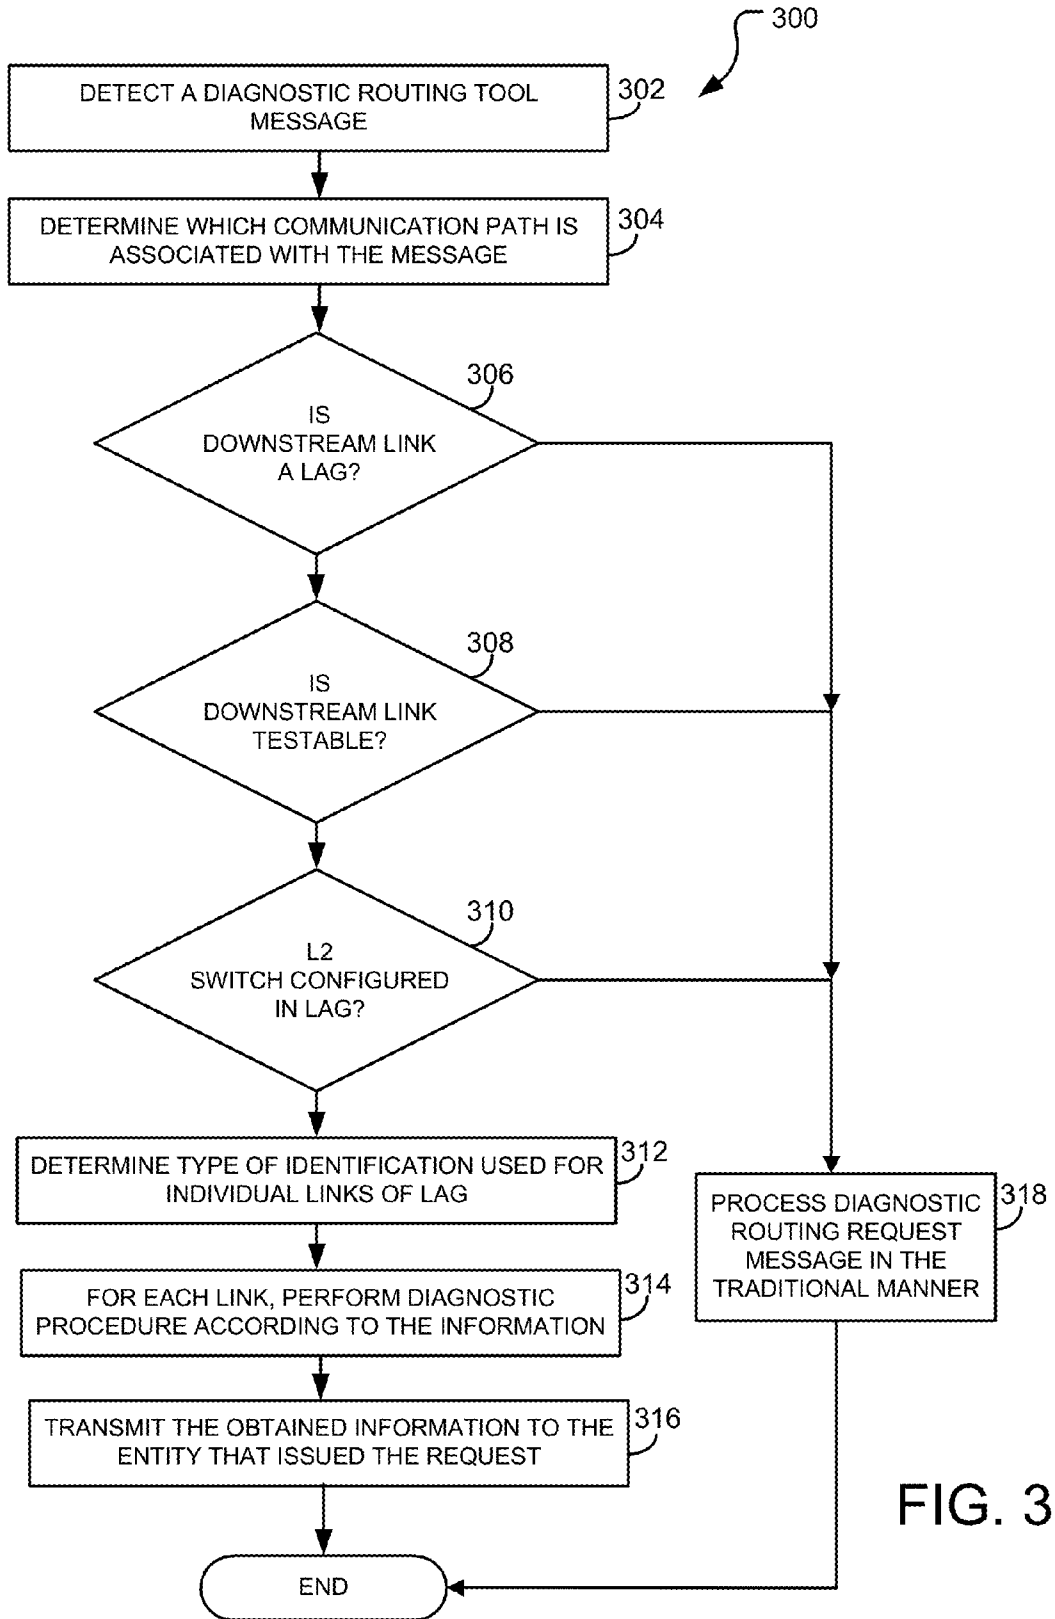 300
DETECT A DIAGNOSTIC ROUTING TOOL
MESSAGE
302
DETERMINE WHICH COMMUNICATION PATH IS
ASSOCIATED WITH THE MESSAGE
304
IS
DOWNSTREAM LINK
A LAG?
306
IS
DOWNSTREAM LINK
TESTABLE?
308
L2
SWITCH CONFIGURED
IN LAG?
310
DETERMINE TYPE OF IDENTIFICATION USED FOR
INDIVIDUAL LINKS OF LAG
312
FOR EACH LINK, PERFORM DIAGNOSTIC
PROCEDURE ACCORDING TO THE INFORMATION
314
TRANSMIT THE OBTAINED INFORMATION TO THE
ENTITY THAT ISSUED THE REQUEST
316
PROCESS DIAGNOSTIC
ROUTING REQUEST
MESSAGE IN THE
TRADITIONAL MANNER
318
END
FIG. 3